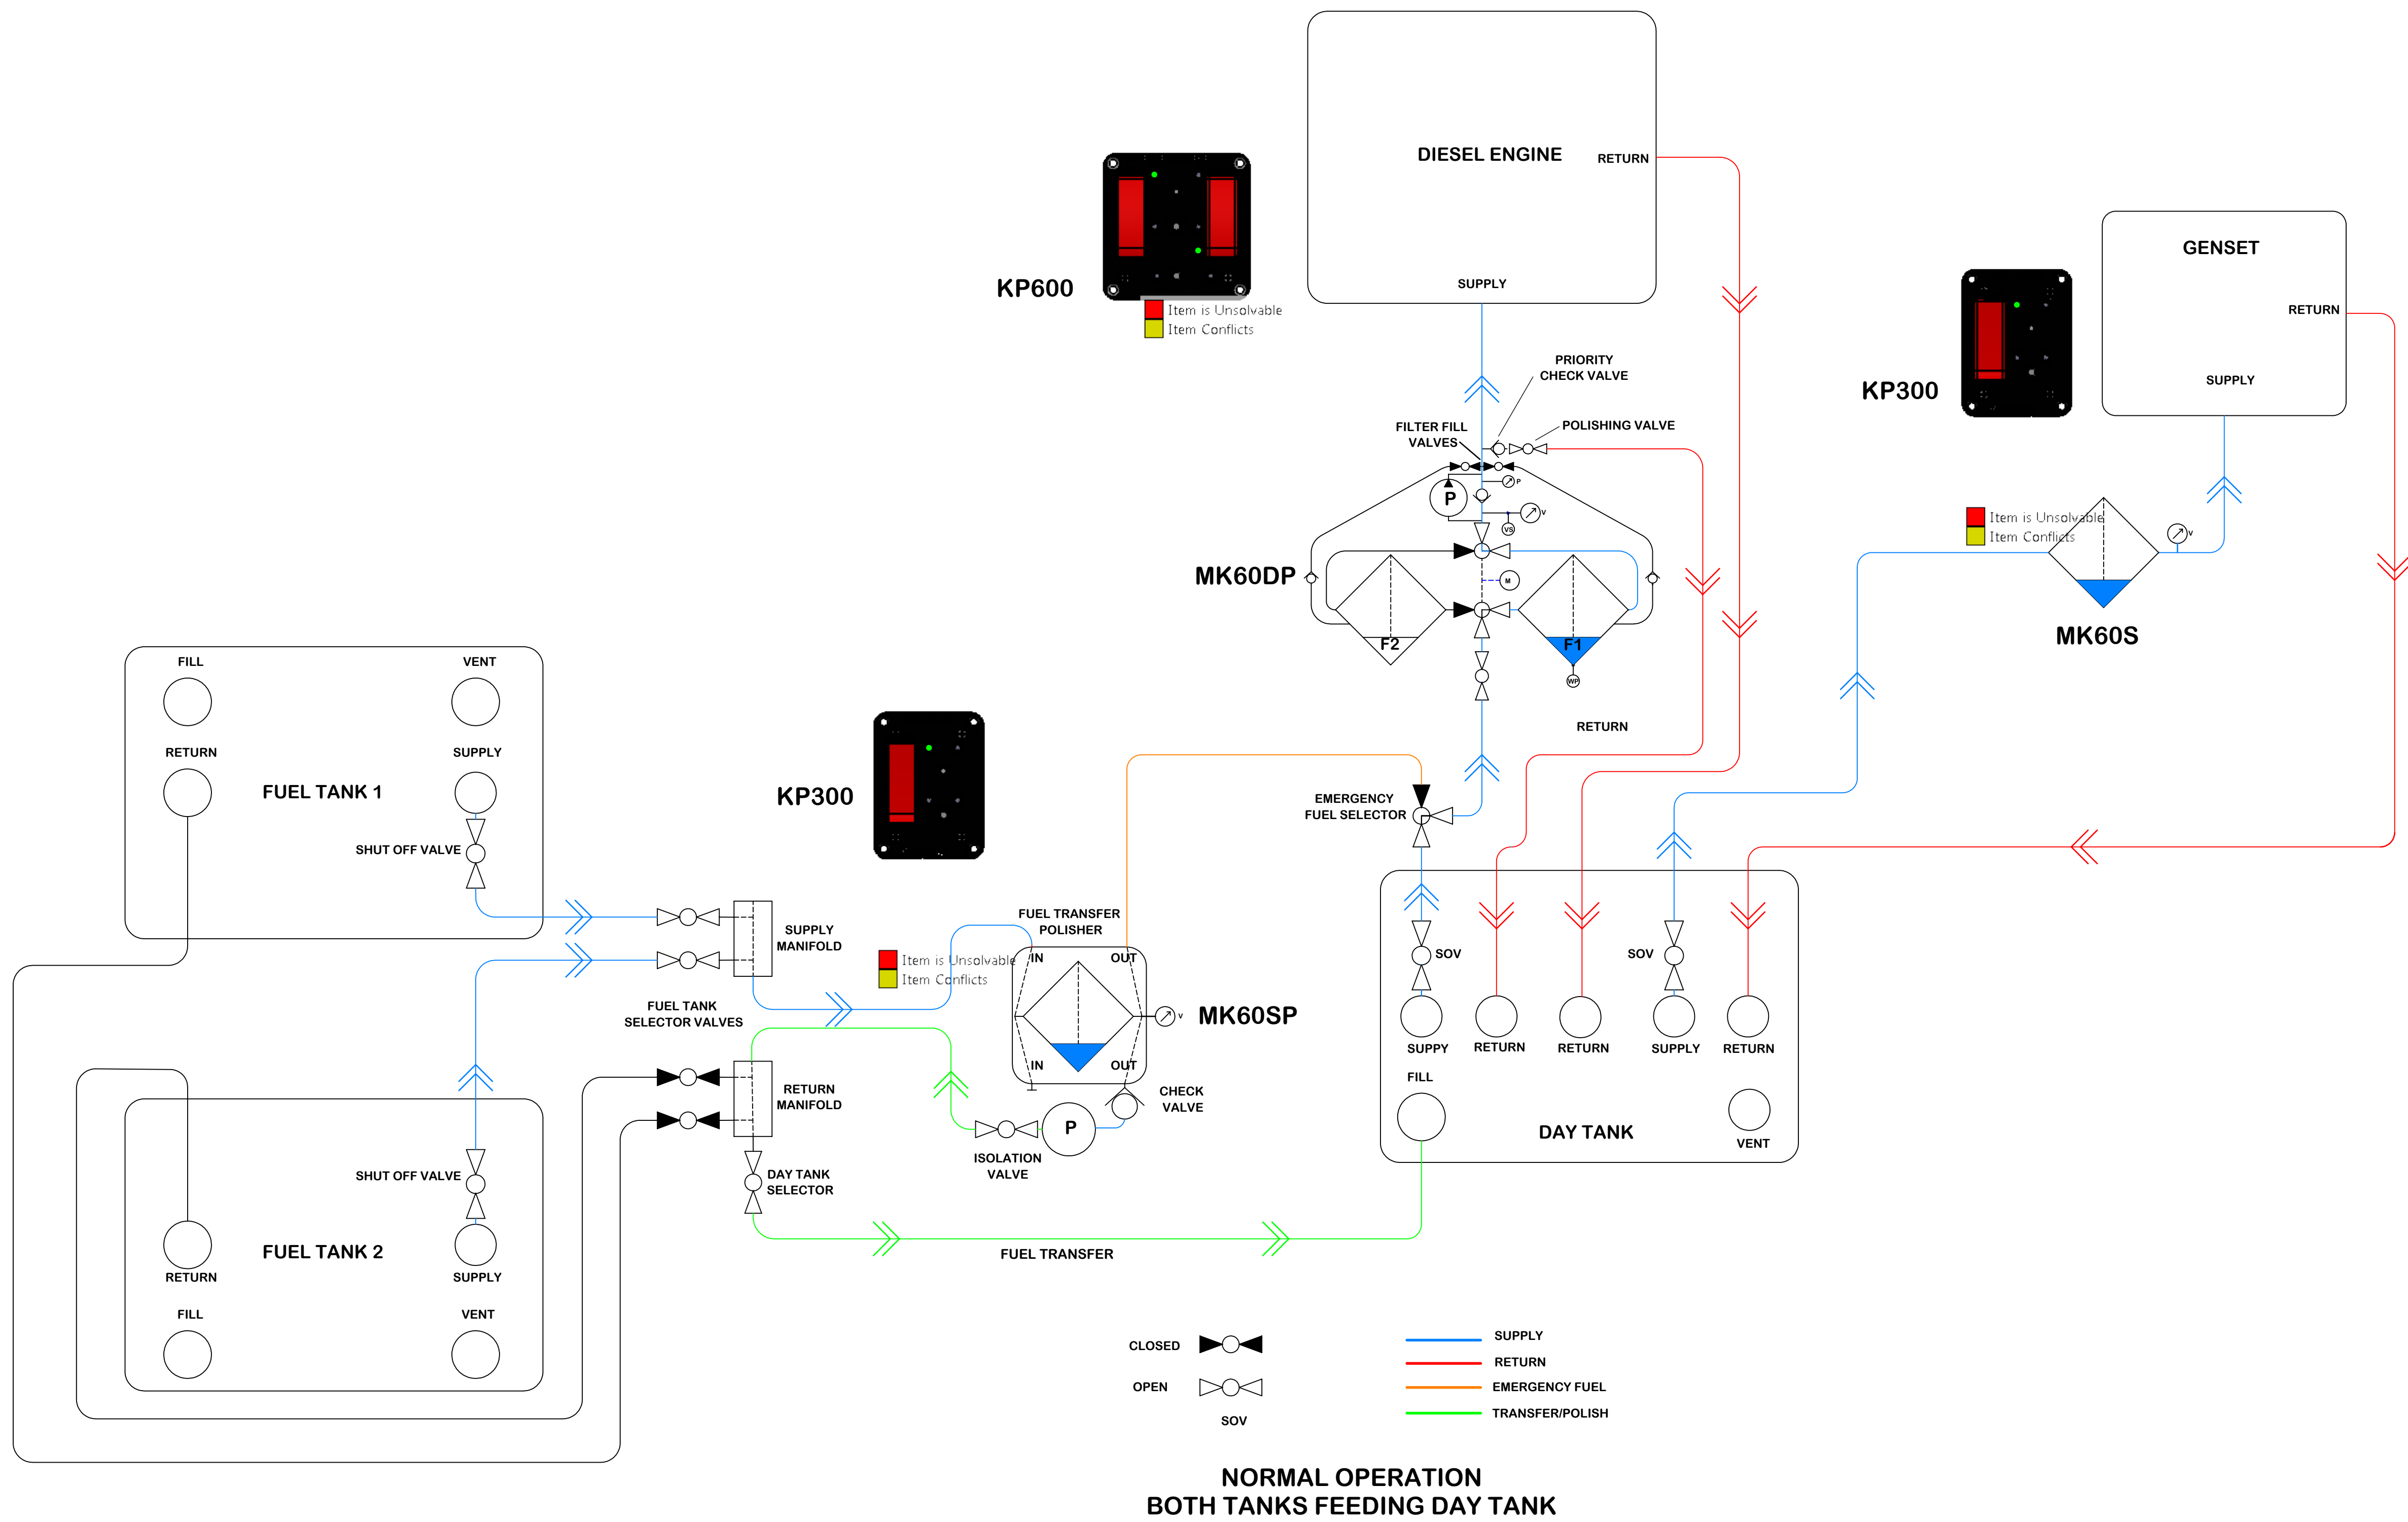 DIESEL ENGINE
RETURN
SUPPLY
KP600
Item is Unsolvable
Item Conflicts
GENSET
RETURN
SUPPLY
KP300
PRIORITY
CHECK VALVE
FILTER FILL
VALVES
POLISHING VALVE
P
P
V
VS
M
MK60DP
F2
F1
WP
Item is Unsolvable
Item Conflicts
V
MK60S
RETURN
FILL
VENT
RETURN
SUPPLY
FUEL TANK 1
SHUT OFF VALVE
KP300
EMERGENCY
FUEL SELECTOR
SUPPLY
MANIFOLD
FUEL TANK
SELECTOR VALVES
FUEL TRANSFER
POLISHER
Item is Unsolvable
Item Conflicts
IN
OUT
IN
OUT
V
MK60SP
RETURN
MANIFOLD
CHECK
VALVE
P
ISOLATION
VALVE
DAY TANK
SELECTOR
SOV
SOV
SUPPY
RETURN
RETURN
SUPPLY
RETURN
FILL
DAY TANK
VENT
SHUT OFF VALVE
FUEL TANK 2
RETURN
SUPPLY
FILL
VENT
FUEL TRANSFER
CLOSED
OPEN
SOV
SUPPLY
RETURN
EMERGENCY FUEL
TRANSFER/POLISH
NORMAL OPERATION
BOTH TANKS FEEDING DAY TANK